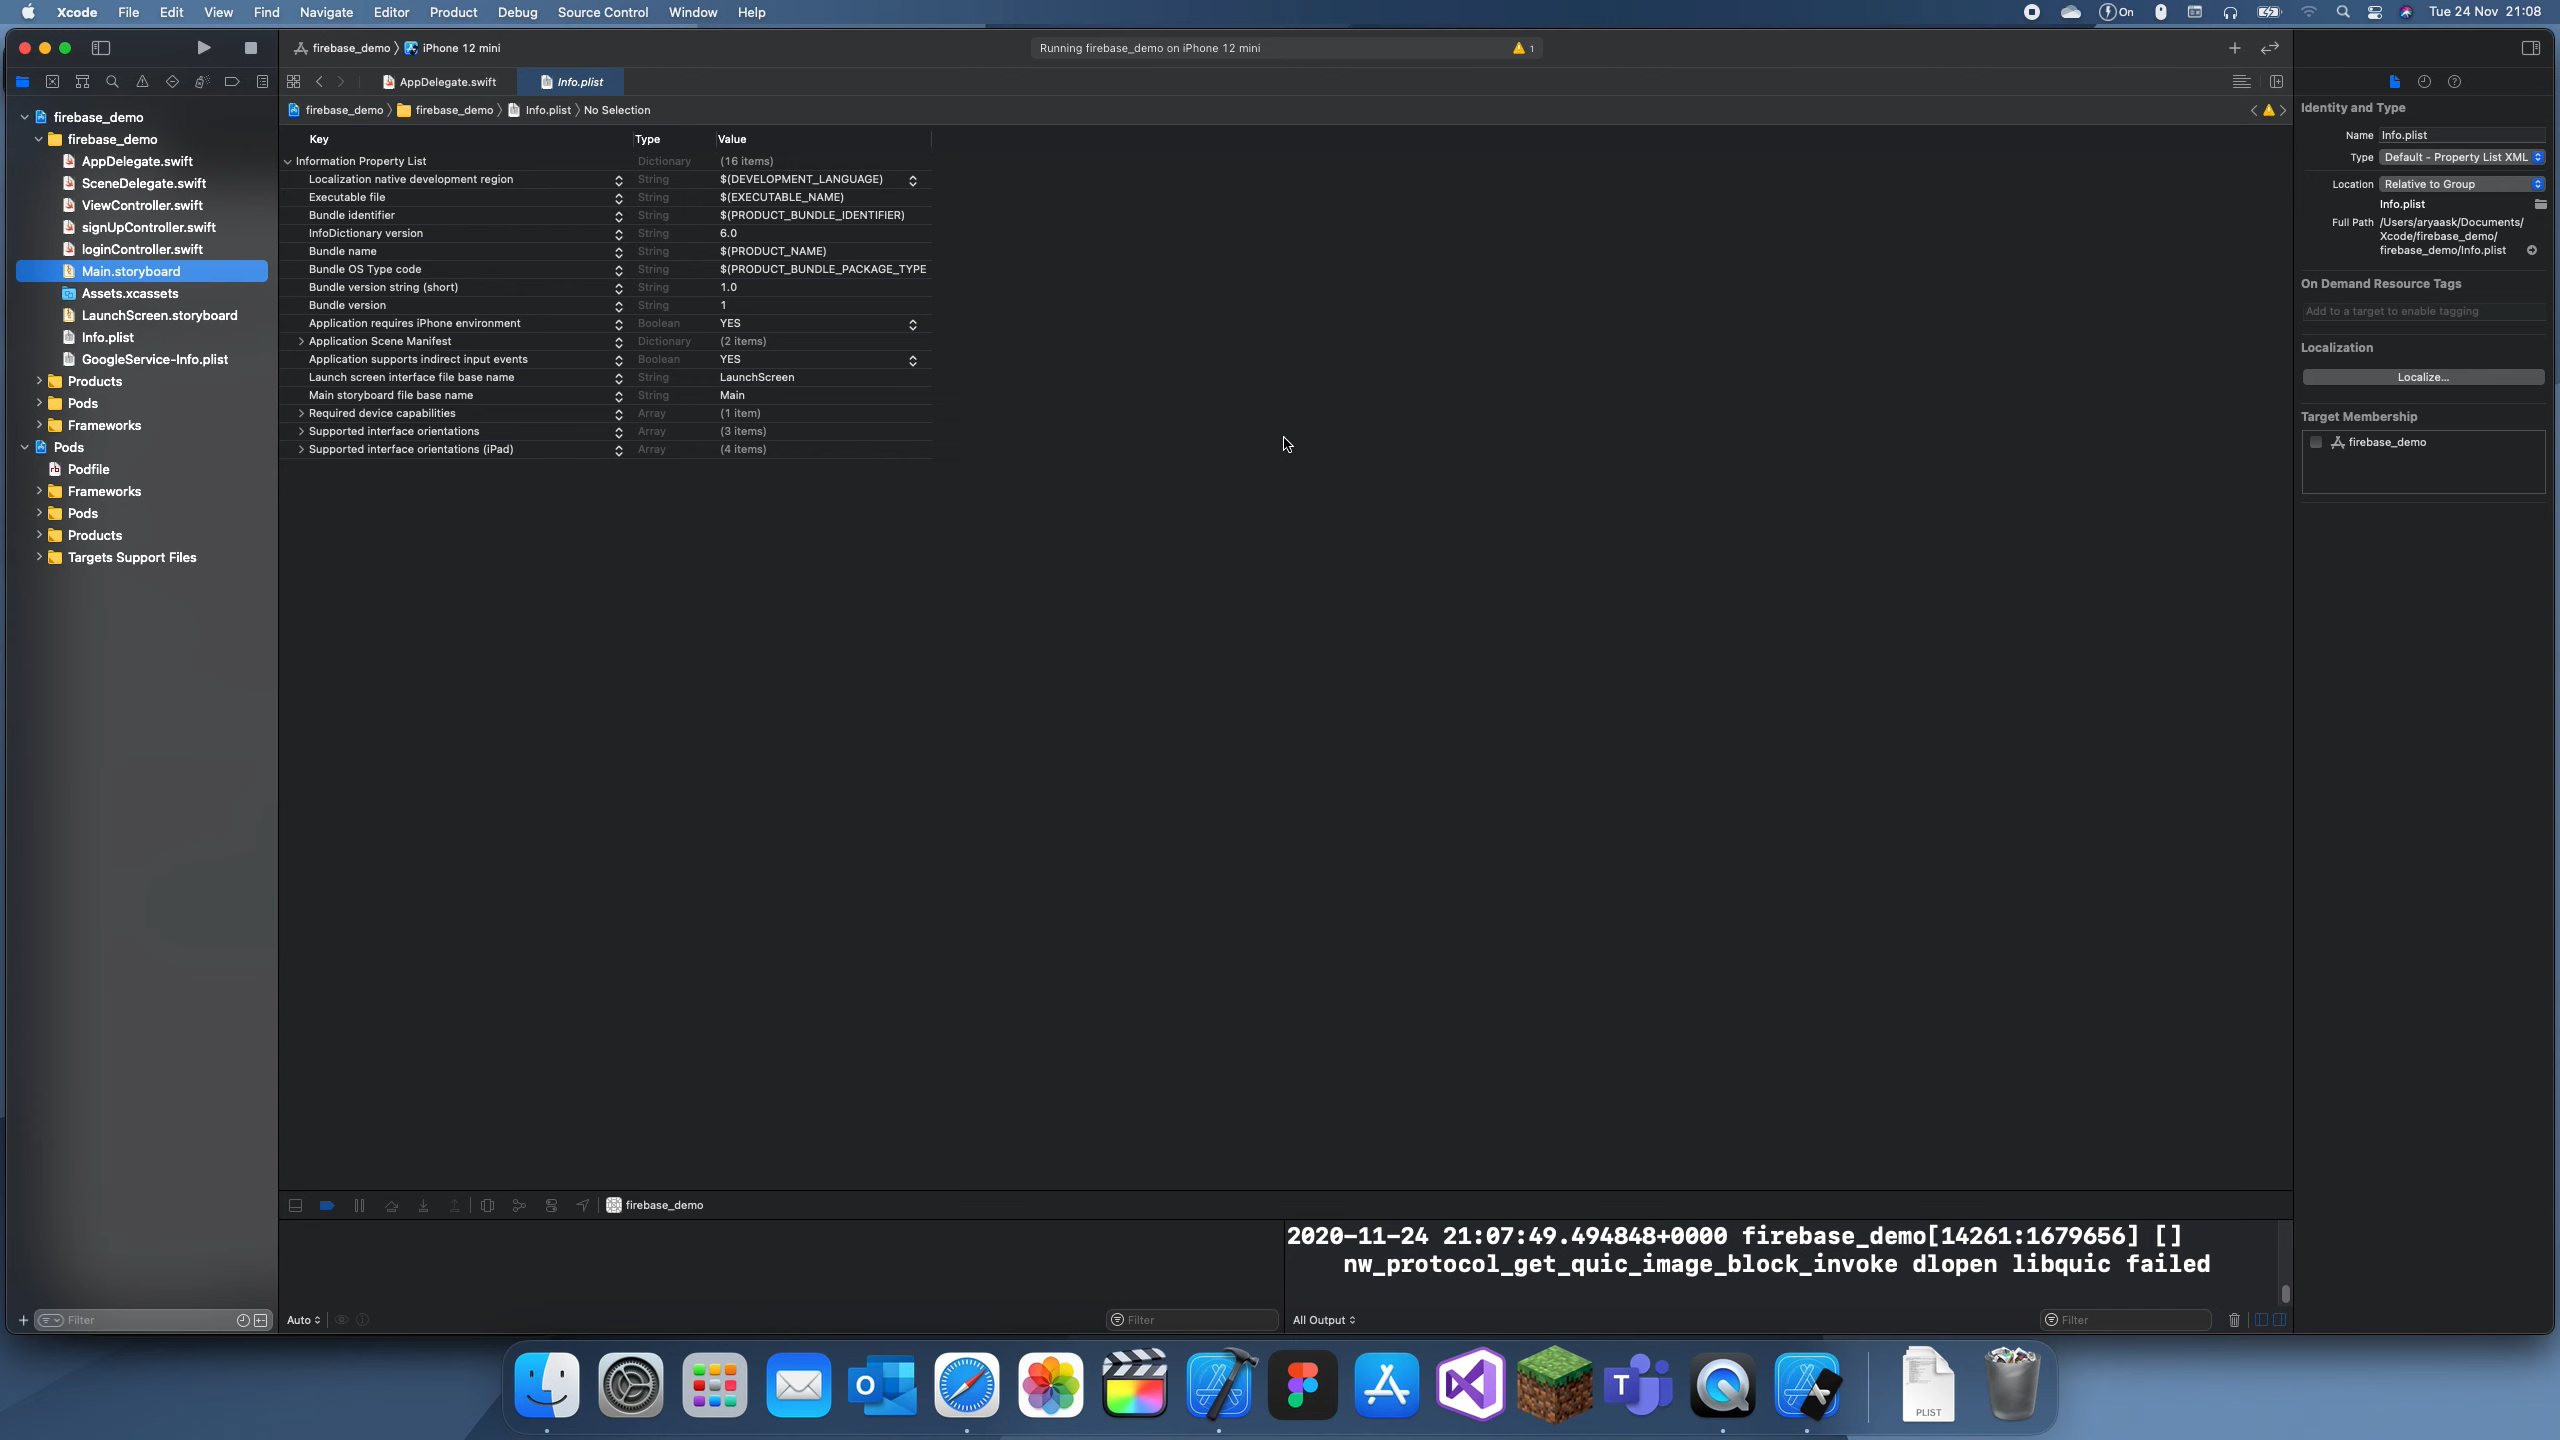 Xcode File Edit View Find Navigate Editor Product Debug Source Control Window Help
On
Tue 24 Nov 21:08
firebase_demo iPhone 12 mini
Running firebase_demo on iPhone 12 mini
1
AppDelegate.swift
Info.plist
firebase_demo firebase_demo Info.plist No Selection
firebase_demo
firebase_demo
AppDelegate.swift
SceneDelegate.swift
ViewController.swift
signUpController.swift
loginController.swift
Main.storyboard
Assets.xcassets
LaunchScreen.storyboard
Info.plist
GoogleService-Info.plist
Products
Pods
Frameworks
Pods
Podfile
Frameworks
Pods
Products
Targets Support Files
Filter
Key Type Value
Information Property List Dictionary (16 items)
Localization native development region String $(DEVELOPMENT_LANGUAGE)
Executable file String $(EXECUTABLE_NAME)
Bundle identifier String $(PRODUCT_BUNDLE_IDENTIFIER)
InfoDictionary version String 6.0
Bundle name String $(PRODUCT_NAME)
Bundle OS Type code String $(PRODUCT_BUNDLE_PACKAGE_TYPE
Bundle version string (short) String 1.0
Bundle version String 1
Application requires iPhone environment Boolean YES
Application Scene Manifest Dictionary (2 items)
Application supports indirect input events Boolean YES
Launch screen interface file base name String LaunchScreen
Main storyboard file base name String Main
Required device capabilities Array (1 item)
Supported interface orientations Array (3 items)
Supported interface orientations (iPad) Array (4 items)
Identity and Type
Name Info.plist
Type Default - Property List XML
Location Relative to Group
Info.plist
Full Path /Users/aryaask/Documents/
Xcode/firebase_demo/
firebase_demo/Info.plist
On Demand Resource Tags
Add to a target to enable tagging
Localization
Localize...
Target Membership
firebase_demo
firebase_demo
2020-11-24 21:07:49.494848+0000 firebase_demo[14261:1679656] []
nw_protocol_get_quic_image_block_invoke dlopen libquic failed
Auto
Filter
All Output
Filter
PLIST